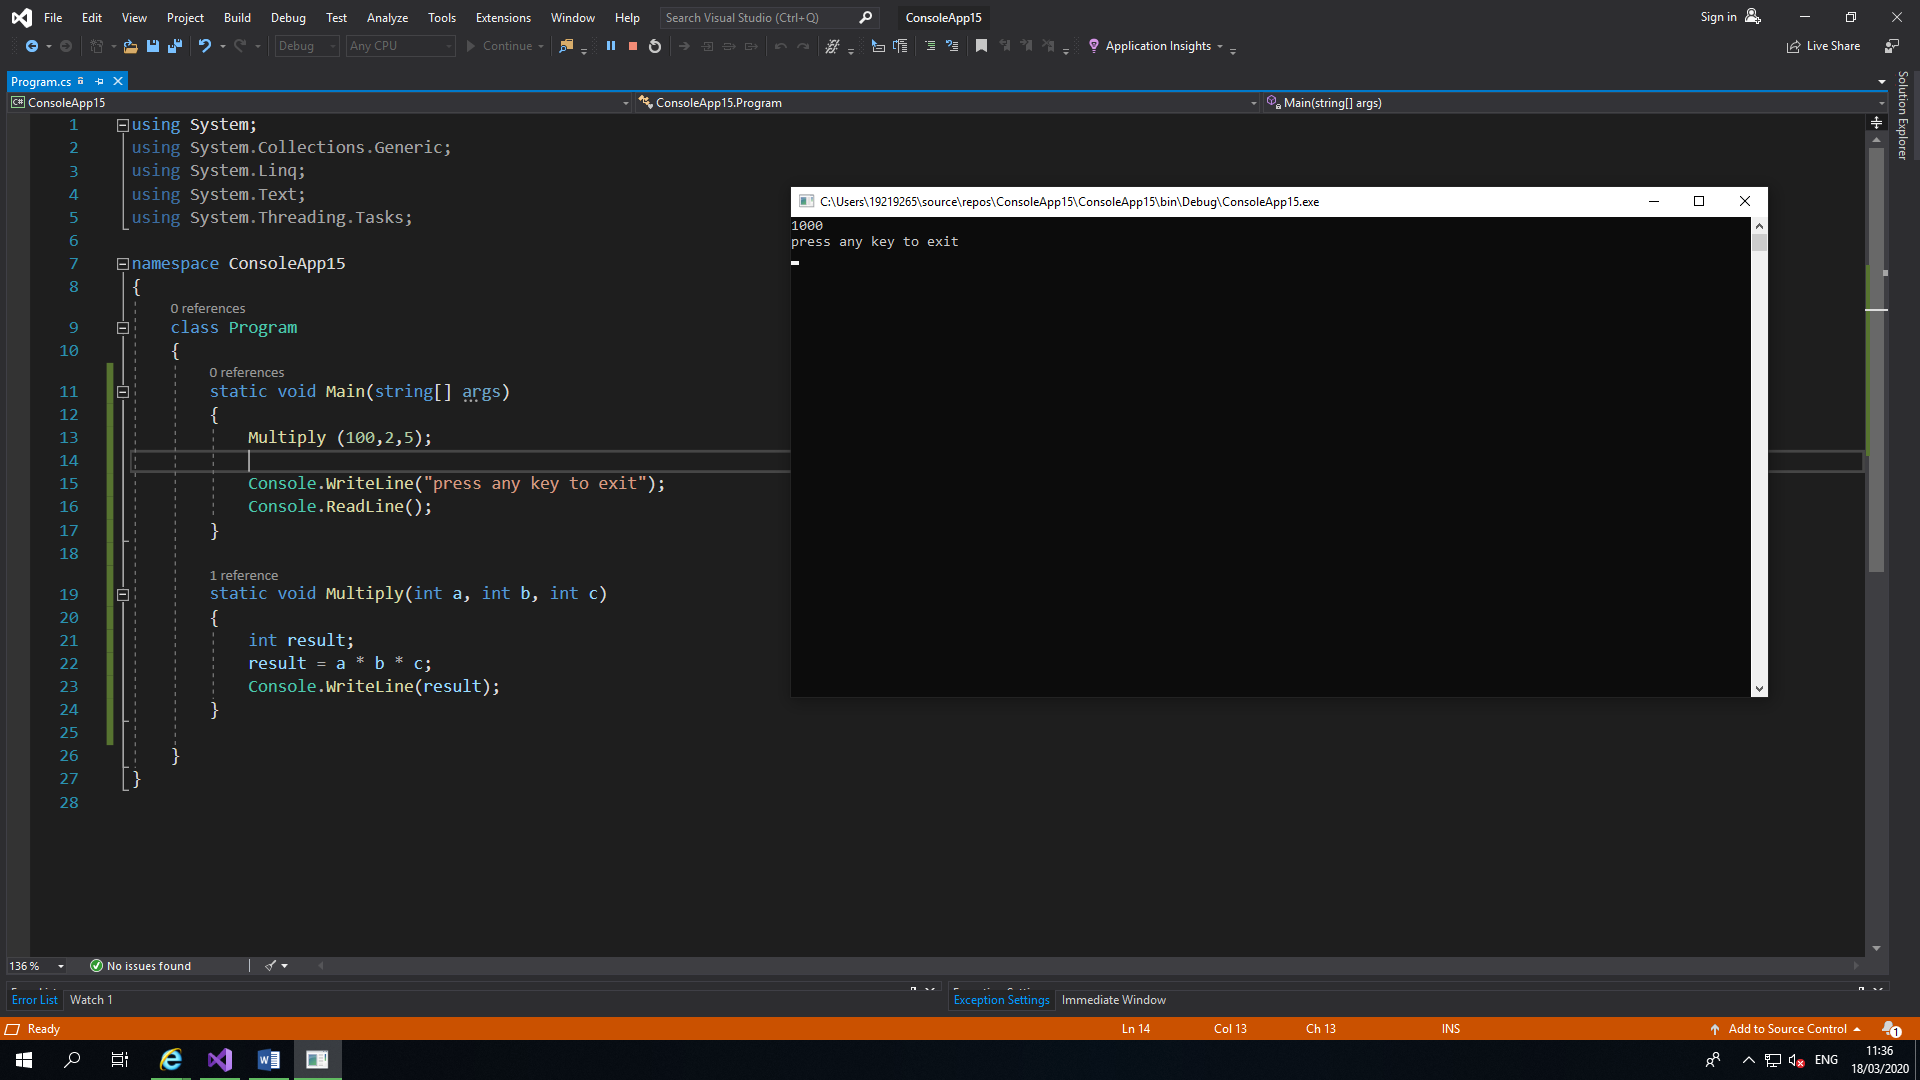 File Edit View Project Build Debug Test Analyze Tools Extensions Window Help Search Visual Studio (Ctrl+Q) ConsoleApp15 Sign in
Debug Any CPU Continue Application Insights Live Share
Program.cs
ConsoleApp15 ConsoleApp15.Program Main(string[] args)
Solution Explorer
1 using System;
2 using System.Collections.Generic;
3 using System.Linq;
4 using System.Text;
5 using System.Threading.Tasks;
6
7 namespace ConsoleApp15
8 {
0 references
9 class Program
10 {
0 references
11 static void Main(string[] args)
12 {
13 Multiply (100,2,5);
14
15 Console.WriteLine("press any key to exit");
16 Console.ReadLine();
17 }
18
1 reference
19 static void Multiply(int a, int b, int c)
20 {
21 int result;
22 result = a * b * c;
23 Console.WriteLine(result);
24 }
25
26 }
27 }
28
C:\Users\19219265\source\repos\ConsoleApp15\ConsoleApp15\bin\Debug\ConsoleApp15.exe
1000
press any key to exit
136 % No issues found
Error List Watch 1 Exception Settings Immediate Window
Ready Ln 14 Col 13 Ch 13 INS Add to Source Control 1
ENG 11:36
18/03/2020